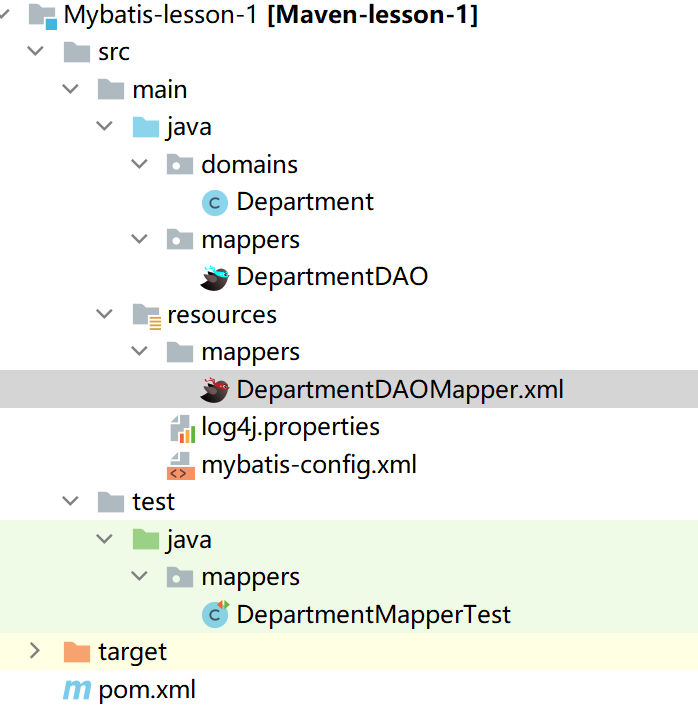 Mybatis-lesson-1 [Maven-lesson-1]
src
main
java
domains
C Department
mappers
DepartmentDAO
resources
mappers
DepartmentDAOMapper.xml
log4j.properties
<> mybatis-config.xml
test
java
mappers
C DepartmentMapperTest
target
m pom.xml